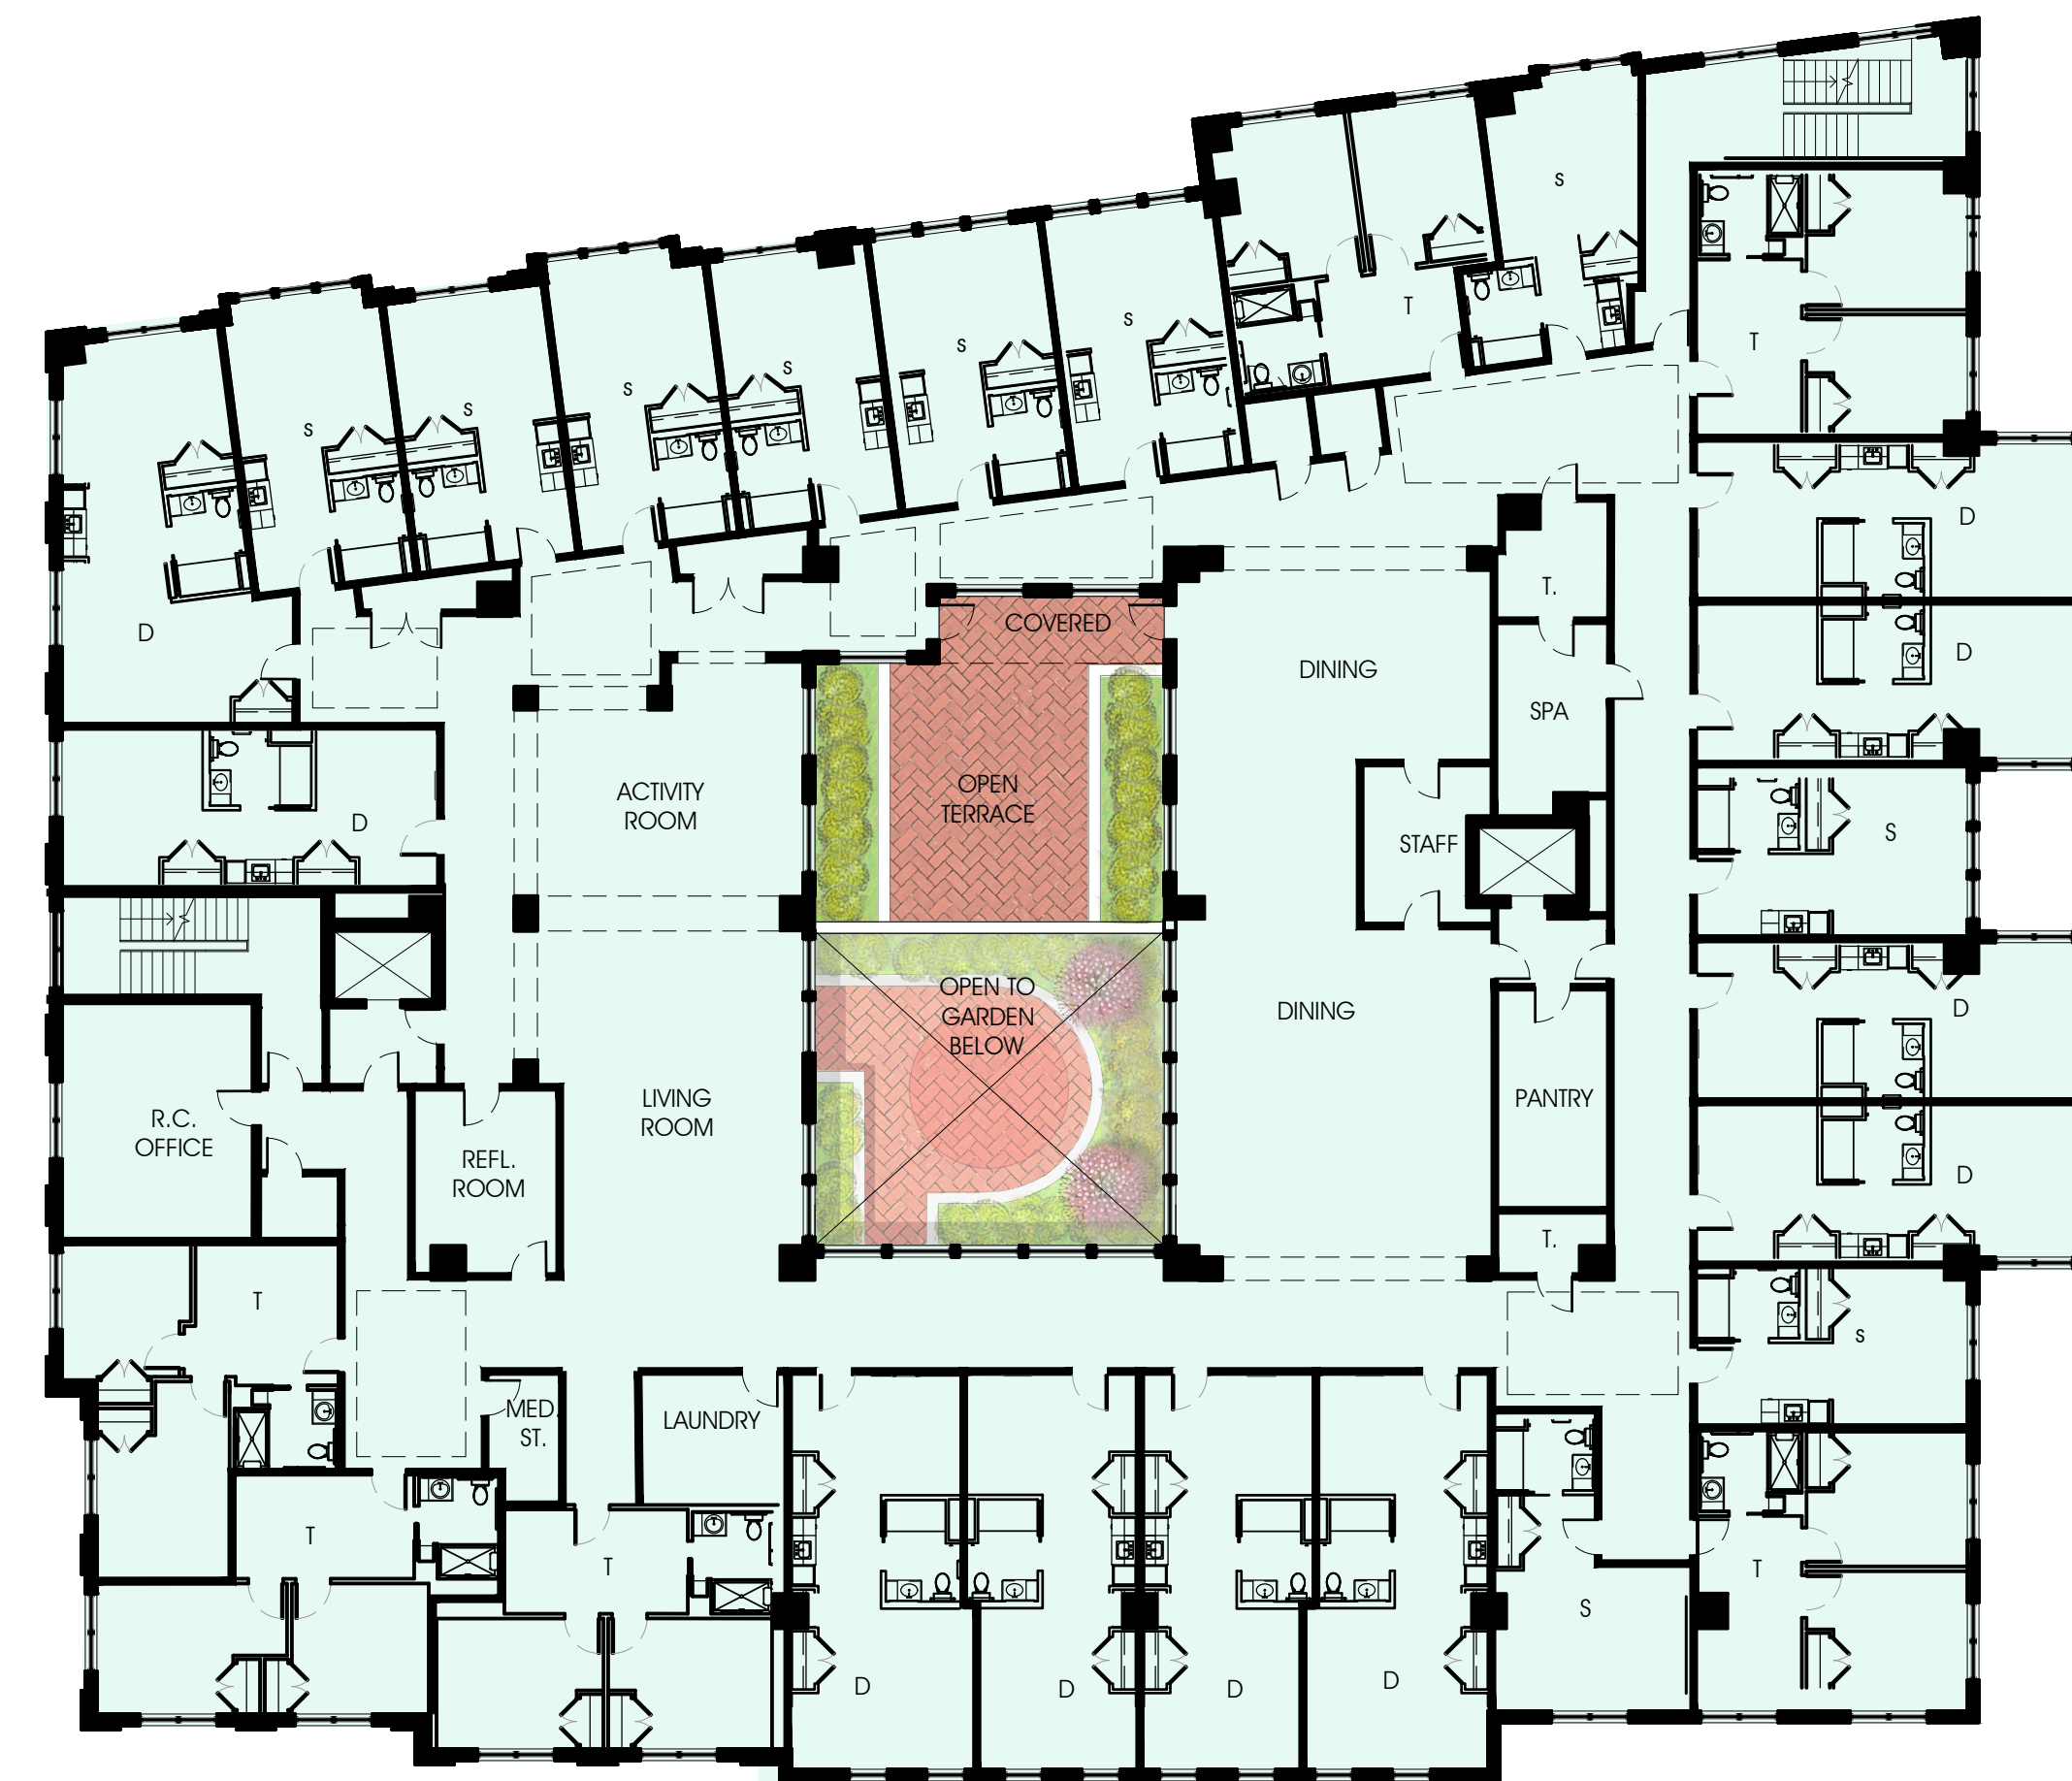 s
T
s
T
s
s
s
s
s
s
D
D
T.
D
D
COVERED
DINING
SPA
ACTIVITY
ROOM
OPEN
TERRACE
D
STAFF
S
OPEN TO
GARDEN
BELOW
DINING
D
LIVING
ROOM
PANTRY
R.C.
OFFICE
REFL.
ROOM
D
T.
T
s
MED.
ST.
LAUNDRY
T
T
T
S
D
D
D
D